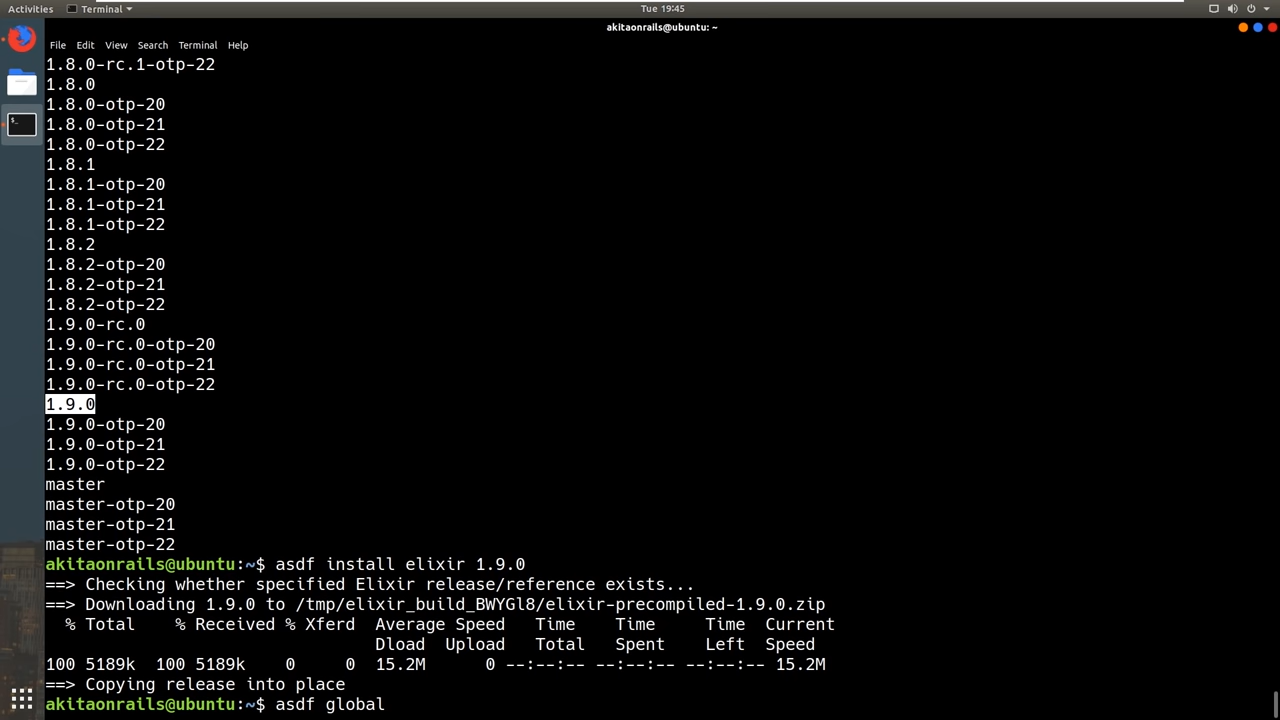 Activities Terminal Tue 19:45
akitaonrails@ubuntu: ~
File Edit View Search Terminal Help
1.8.0-rc.1-otp-22
1.8.0
1.8.0-otp-20
1.8.0-otp-21
1.8.0-otp-22
1.8.1
1.8.1-otp-20
1.8.1-otp-21
1.8.1-otp-22
1.8.2
1.8.2-otp-20
1.8.2-otp-21
1.8.2-otp-22
1.9.0-rc.0
1.9.0-rc.0-otp-20
1.9.0-rc.0-otp-21
1.9.0-rc.0-otp-22
1.9.0
1.9.0-otp-20
1.9.0-otp-21
1.9.0-otp-22
master
master-otp-20
master-otp-21
master-otp-22
akitaonrails@ubuntu:~$ asdf install elixir 1.9.0
==> Checking whether specified Elixir release/reference exists...
==> Downloading 1.9.0 to /tmp/elixir_build_BWYGl8/elixir-precompiled-1.9.0.zip
  % Total    % Received % Xferd  Average Speed   Time    Time     Time  Current
                                 Dload  Upload   Total   Spent    Left  Speed
100 5189k  100 5189k    0     0  15.2M      0 --:--:-- --:--:-- --:--:-- 15.2M
==> Copying release into place
akitaonrails@ubuntu:~$ asdf global